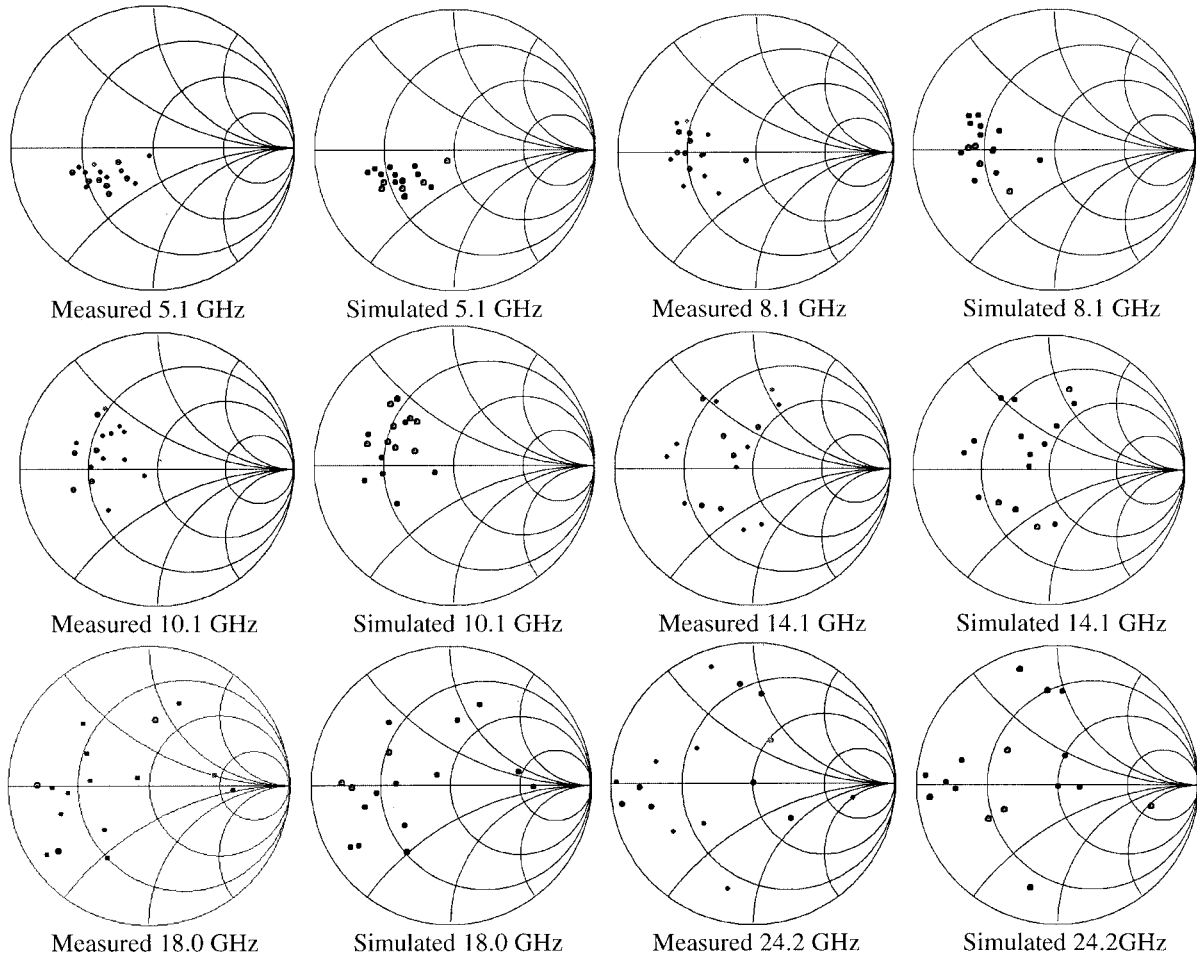 Measured 5.1 GHz
Simulated 5.1 GHz
Measured 8.1 GHz
Simulated 8.1 GHz
Measured 10.1 GHz
Simulated 10.1 GHz
Measured 14.1 GHz
Simulated 14.1 GHz
Measured 18.0 GHz
Simulated 18.0 GHz
Measured 24.2 GHz
Simulated 24.2GHz